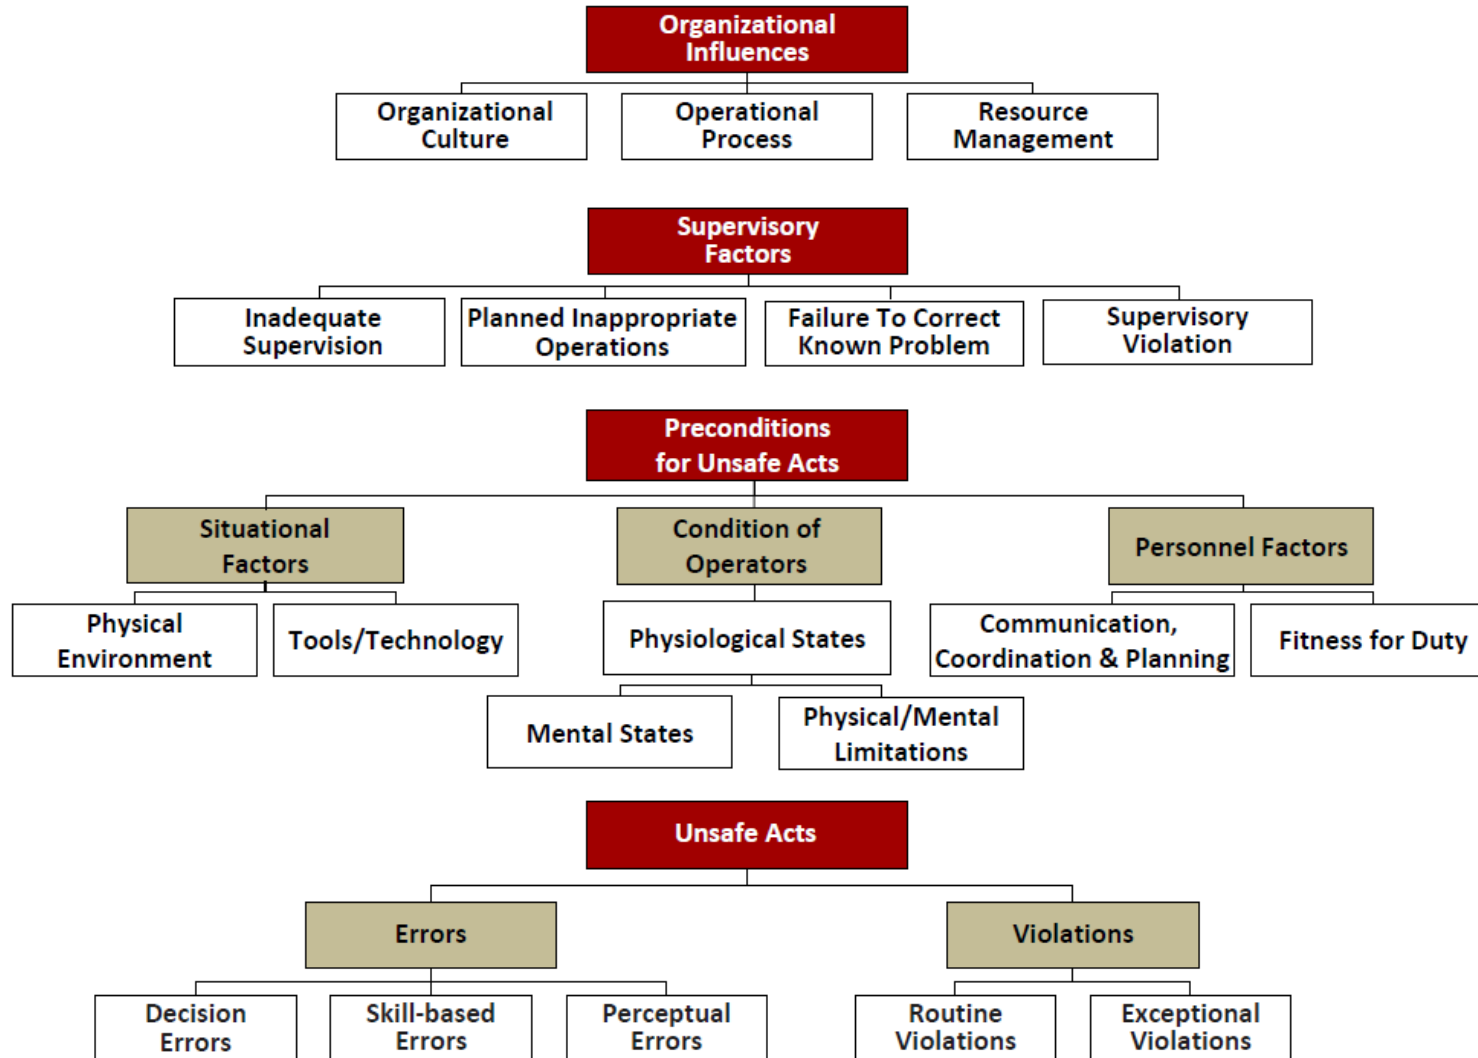 Organizational
Influences
Organizational
Culture
Operational
Process
Resource
Management
Supervisory
Factors
Inadequate
Supervision
Planned Inappropriate
Operations
Failure To Correct
Known Problem
Supervisory
Violation
Preconditions
for Unsafe Acts
Situational
Factors
Condition of
Operators
Personnel Factors
Physical
Environment
Tools/Technology
Physiological States
Communication,
Coordination & Planning
Fitness for Duty
Mental States
Physical/Mental
Limitations
Unsafe Acts
Errors
Violations
Decision
Errors
Skill-based
Errors
Perceptual
Errors
Routine
Violations
Exceptional
Violations